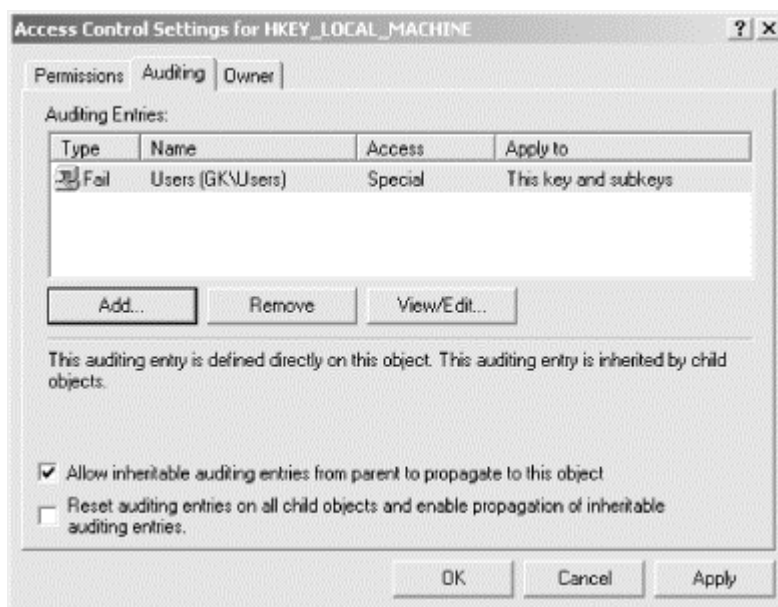 Access Control Settings for HKEY_LOCAL_MACHINE
Permissions Auditing Owner
Auditing Entries:
Type Name Access Apply to
Fail Users (GK\Users) Special This key and subkeys
Add... Remove View/Edit...
This auditing entry is defined directly on this object. This auditing entry is inherited by child
objects.
Allow inheritable auditing entries from parent to propagate to this object
Reset auditing entries on all child objects and enable propagation of inheritable
auditing entries.
OK Cancel Apply